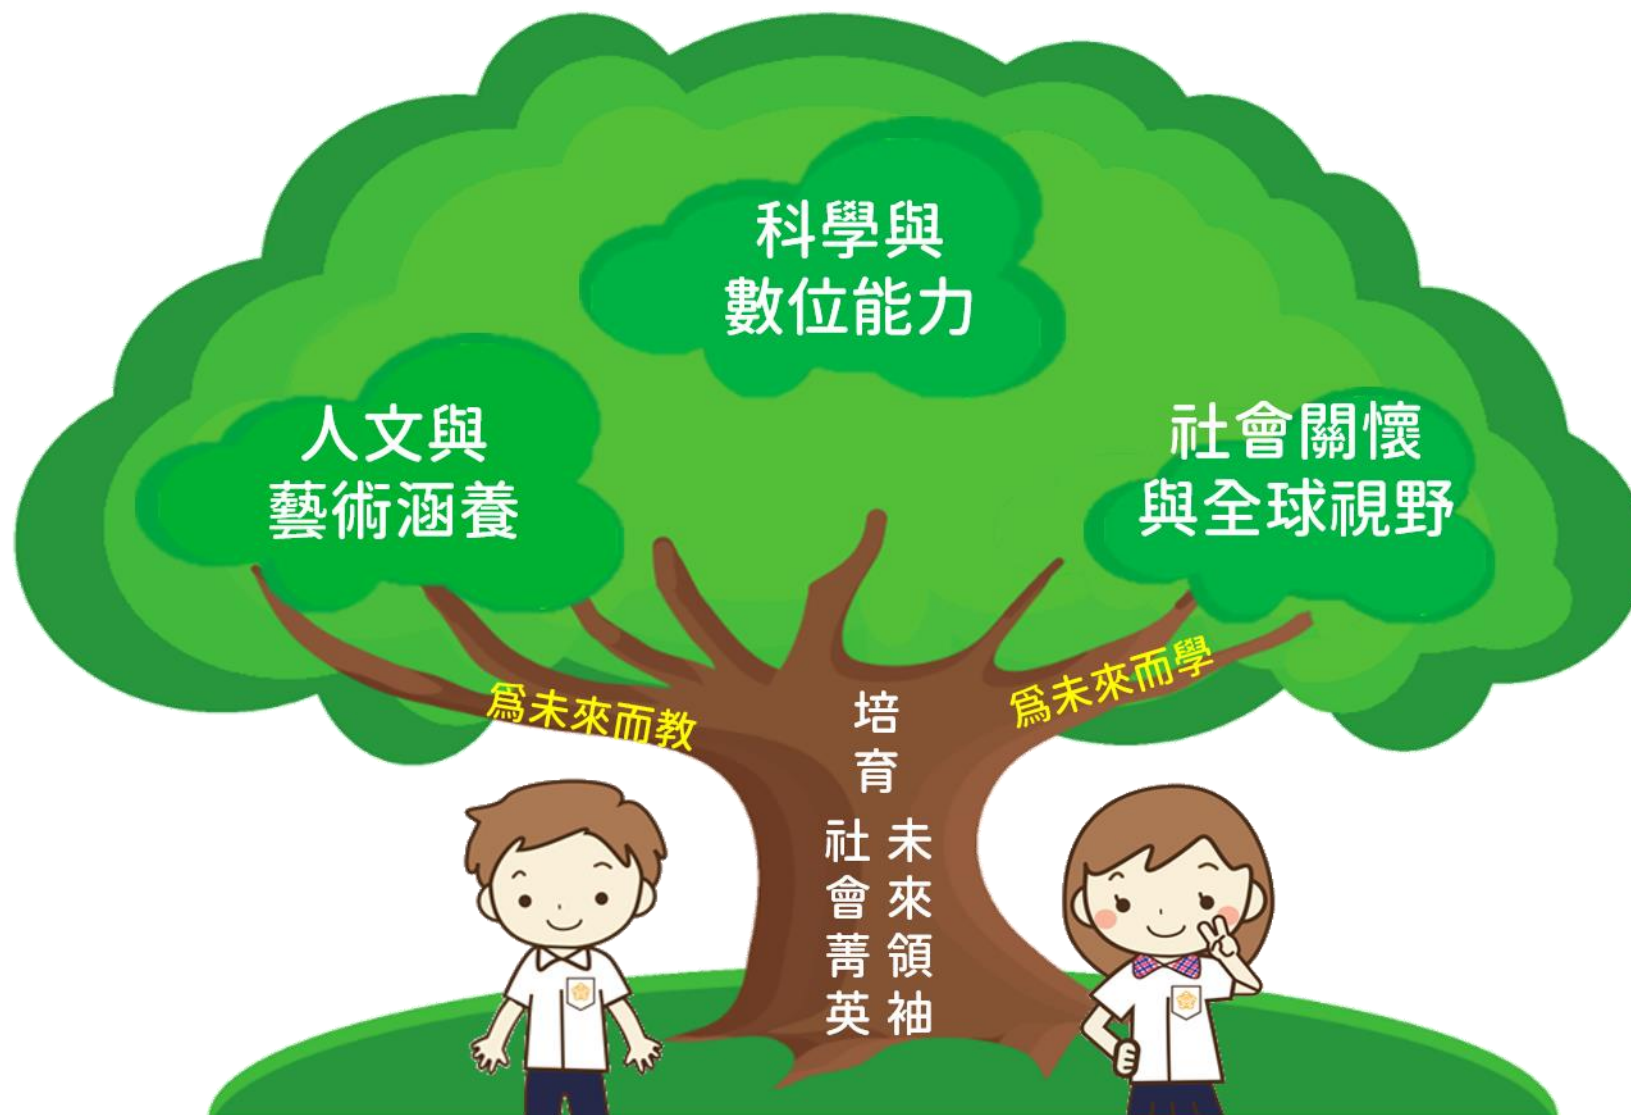 科學與
數位能力
人文與
藝術涵養
社會關懷
與全球視野
為未來而教
為未來而學
培育
未來領袖
社會菁英